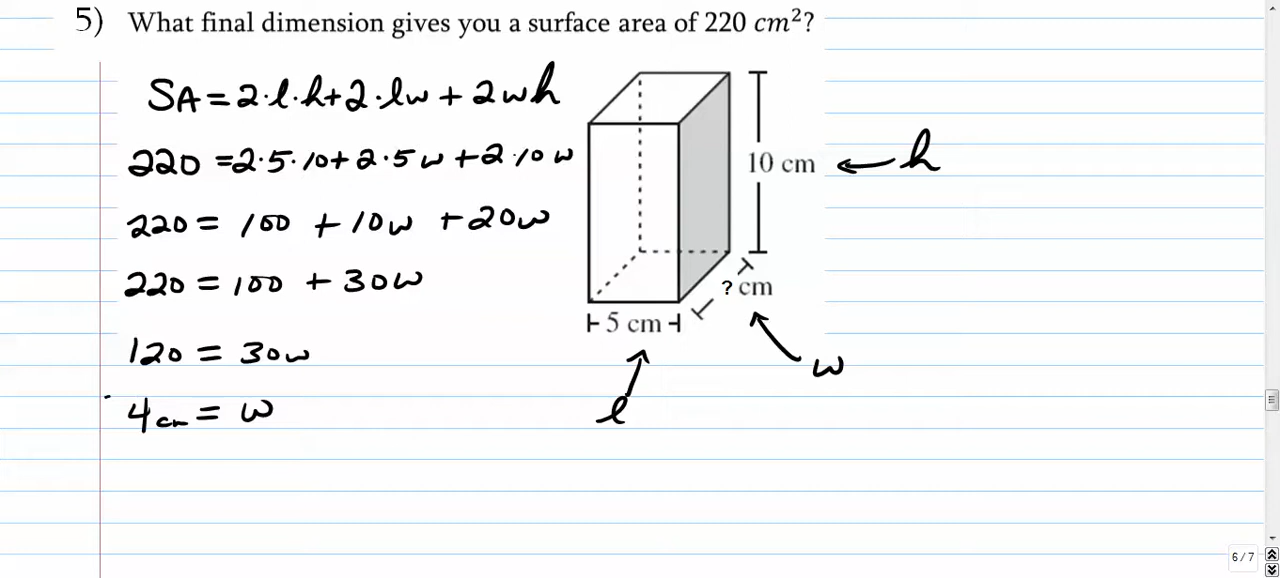 5) What final dimension gives you a surface area of 220 cm²?
SA = 2·l·h + 2·lw + 2wh
220 = 2·5·10 + 2·5w + 2·10w
220 = 100 + 10w + 20w
220 = 100 + 30w
120 = 30w
4cm = w
10 cm ← h
? cm
w
5 cm
l
6 / 7